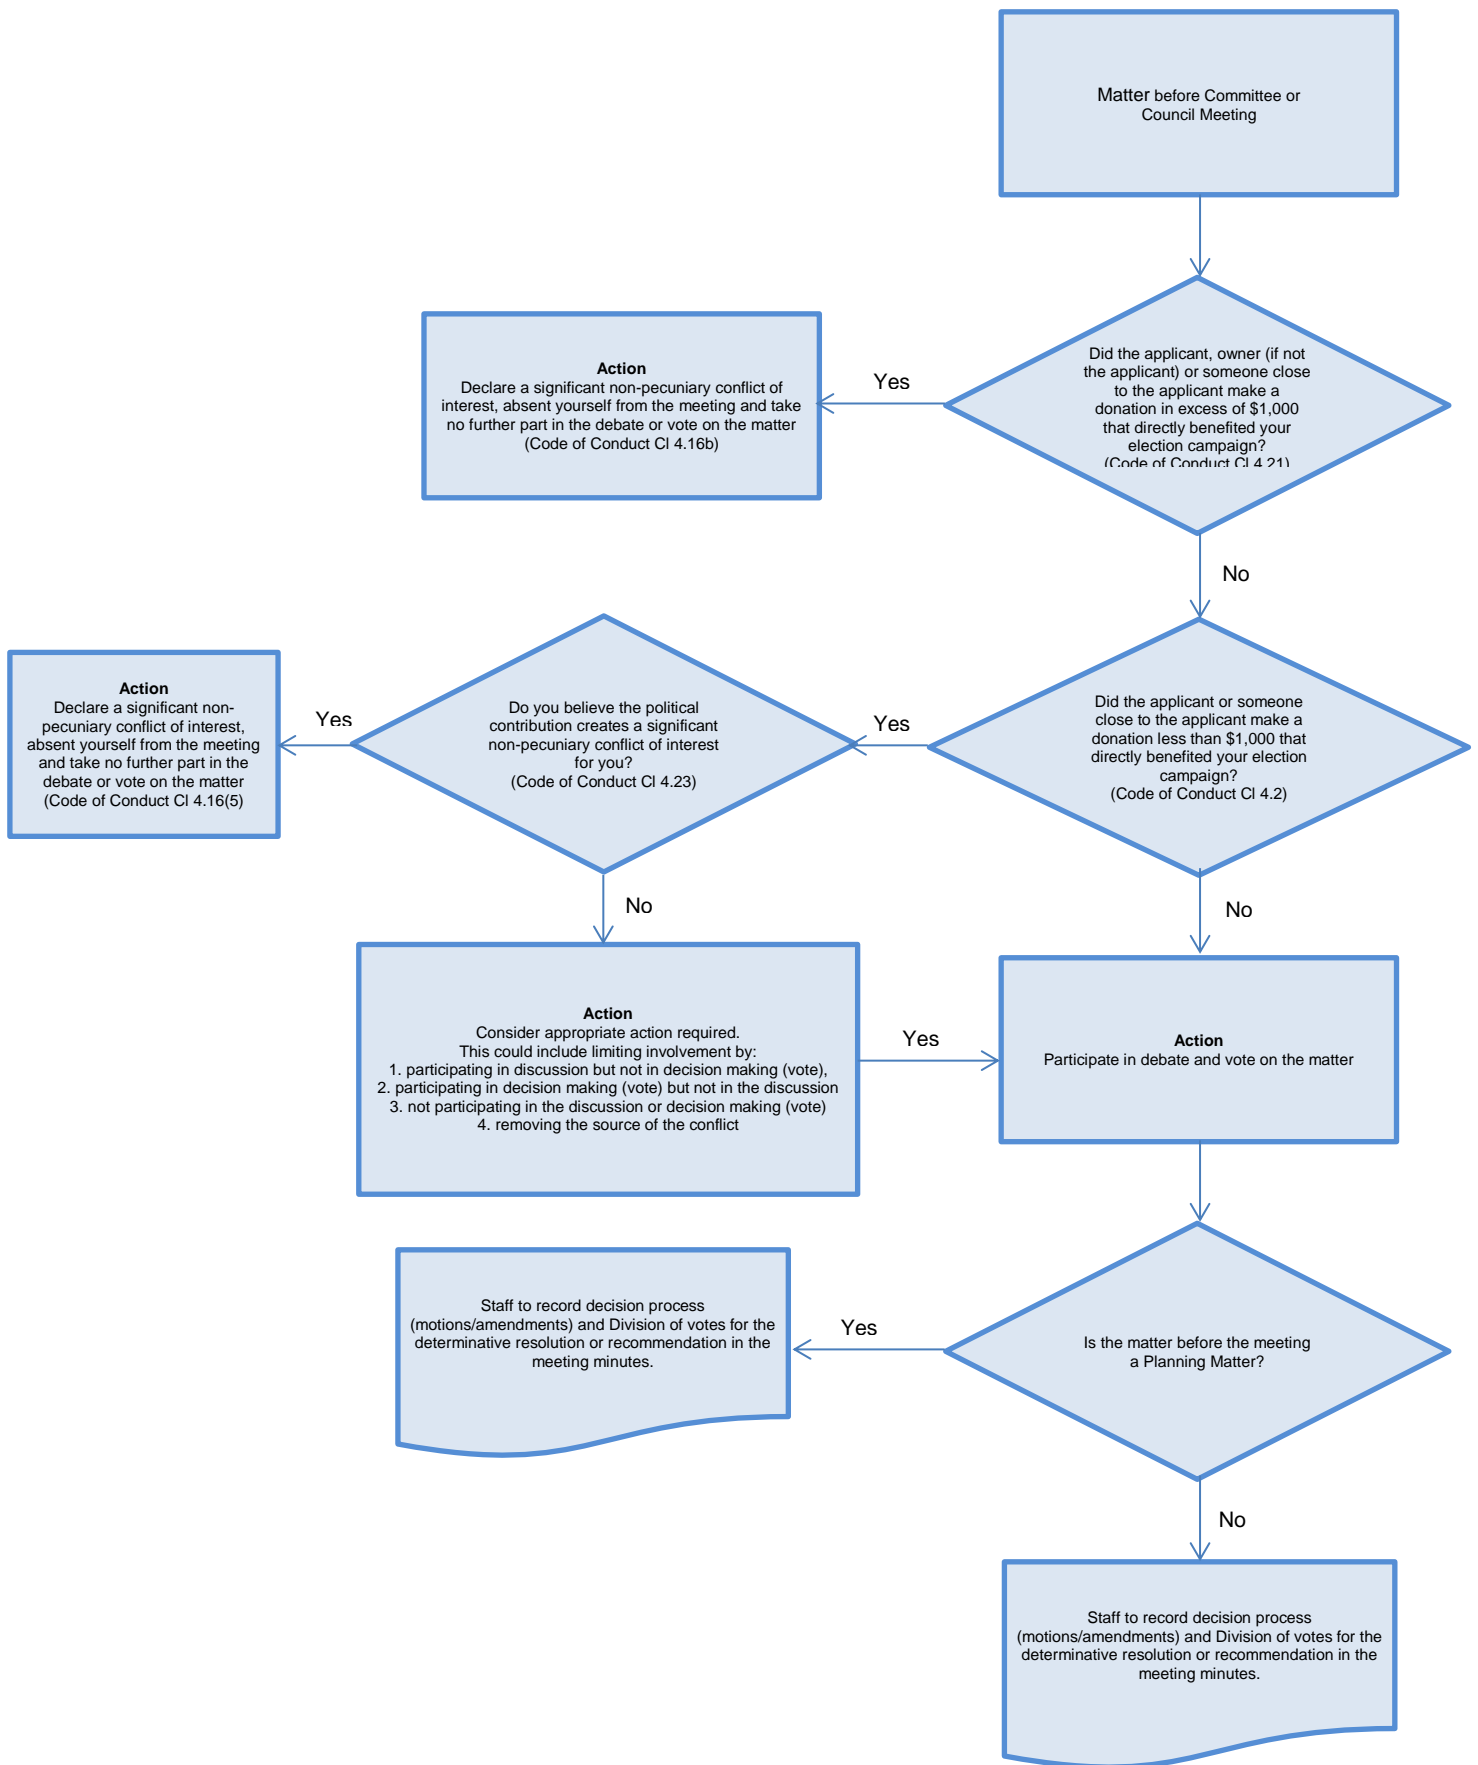 Matter before Committee or
Council Meeting
Did the applicant, owner (if not
the applicant) or someone close
to the applicant make a
donation in excess of $1,000
that directly benefited your
election campaign?
(Code of Conduct Cl 4.21)
Yes
Action
Declare a significant non-pecuniary conflict of
interest, absent yourself from the meeting and take
no further part in the debate or vote on the matter
(Code of Conduct Cl 4.16b)
No
Did the applicant or someone
close to the applicant make a
donation less than $1,000 that
directly benefited your election
campaign?
(Code of Conduct Cl 4.2)
Yes
Do you believe the political
contribution creates a significant
non-pecuniary conflict of interest
for you?
(Code of Conduct Cl 4.23)
Yes
Action
Declare a significant non-
pecuniary conflict of interest,
absent yourself from the meeting
and take no further part in the
debate or vote on the matter
(Code of Conduct Cl 4.16(5)
No
No
Action
Consider appropriate action required.
This could include limiting involvement by:
1. participating in discussion but not in decision making (vote),
2. participating in decision making (vote) but not in the discussion
3. not participating in the discussion or decision making (vote)
4. removing the source of the conflict
Yes
Action
Participate in debate and vote on the matter
Is the matter before the meeting
a Planning Matter?
Yes
Staff to record decision process
(motions/amendments) and Division of votes for the
determinative resolution or recommendation in the
meeting minutes.
No
Staff to record decision process
(motions/amendments) and Division of votes for the
determinative resolution or recommendation in the
meeting minutes.